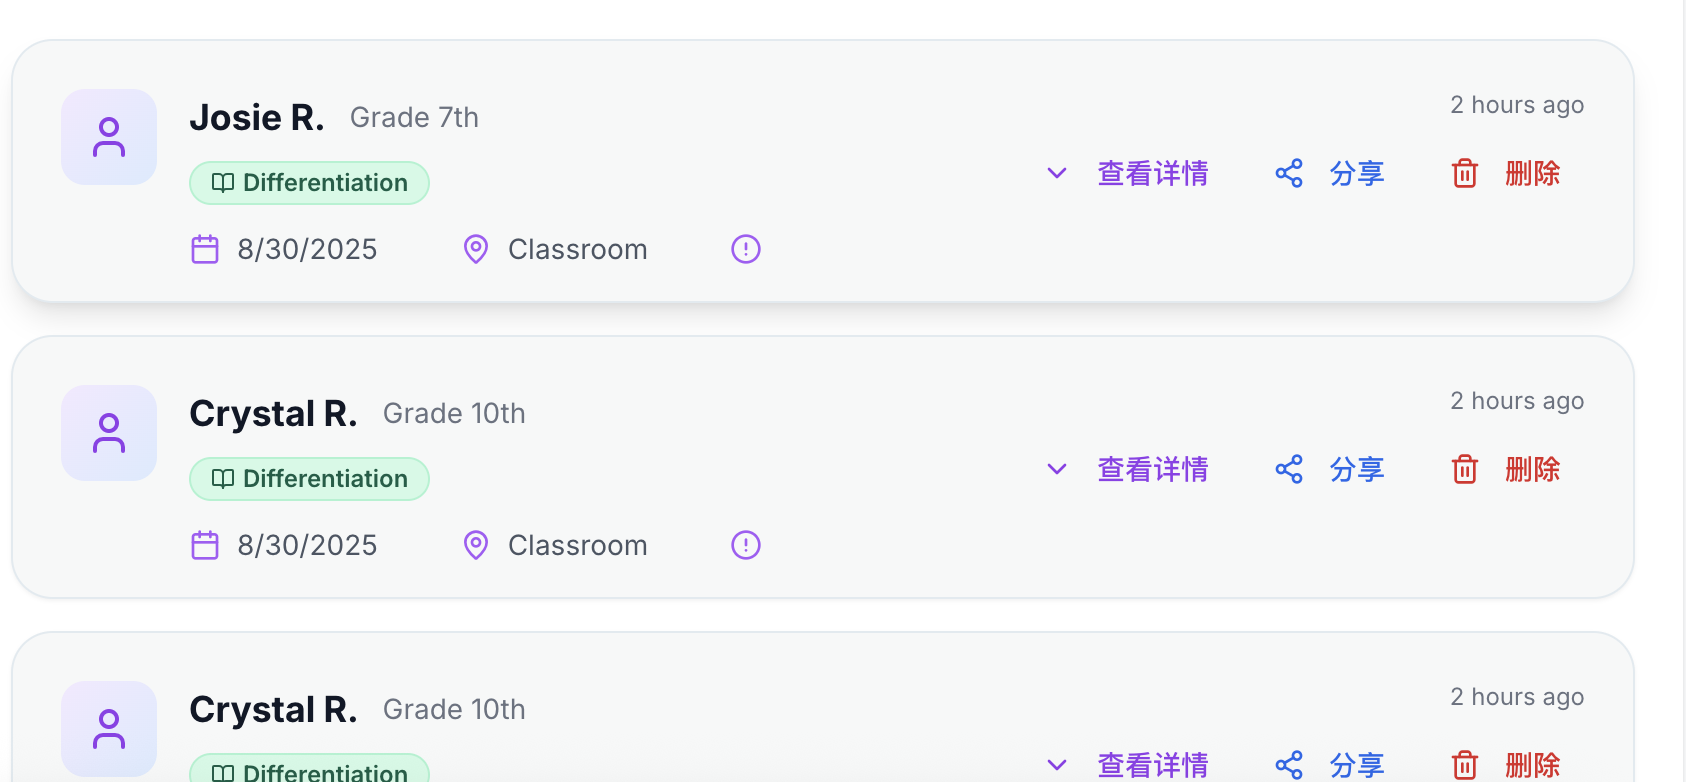 Josie R. Grade 7th
2 hours ago
Differentiation
查看详情 分享 删除
8/30/2025 Classroom
Crystal R. Grade 10th
2 hours ago
Differentiation
查看详情 分享 删除
8/30/2025 Classroom
Crystal R. Grade 10th
2 hours ago
Differentiation
查看详情 分享 删除